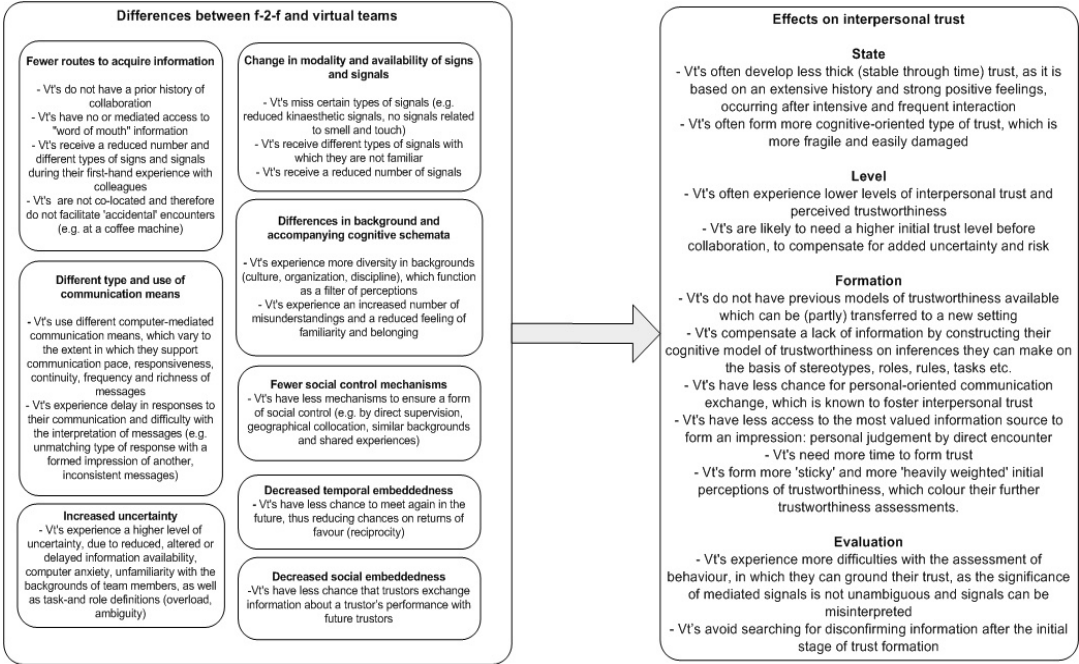 Differences between f-2-f and virtual teams
Fewer routes to acquire information
- Vt's do not have a prior history of
collaboration
- Vt's have no or mediated access to
"word of mouth" information
- Vt's receive a reduced number and
different types of signs and signals
during their first-hand experience with
colleagues
- Vt's are not co-located and therefore
do not facilitate 'accidental' encounters
(e.g. at a coffee machine)
Different type and use of
communication means
- Vt's use different computer-mediated
communication means, which vary to
the extent in which they support
communication pace, responsiveness,
continuity, frequency and richness of
messages
- Vt's experience delay in responses to
their communication and difficulty with
the interpretation of messages (e.g.
unmatching type of response with a
formed impression of another,
inconsistent messages)
Increased uncertainty
- Vt's experience a higher level of
uncertainty, due to reduced, altered or
delayed information availability,
computer anxiety, unfamiliarity with the
backgrounds of team members, as well
as task-and role definitions (overload,
ambiguity)
Change in modality and availability of signs
and signals
- Vt's miss certain types of signals (e.g.
reduced kinaesthetic signals, no signals
related to smell and touch)
- Vt's receive different types of signals with
which they are not familiar
- Vt's receive a reduced number of signals
Differences in background and
accompanying cognitive schemata
- Vt's experience more diversity in backgrounds
(culture, organization, discipline), which function
as a filter of perceptions
- Vt's experience an increased number of
misunderstandings and a reduced feeling of
familiarity and belonging
Fewer social control mechanisms
- Vt's have less mechanisms to ensure a form
of social control (e.g. by direct supervision,
geographical collocation, similar backgrounds
and shared experiences)
Decreased temporal embeddedness
- Vt's have less chance to meet again in the
future, thus reducing chances on returns of
favour (reciprocity)
Decreased social embeddedness
-Vt's have less chance that trustors exchange
information about a trustor's performance with
future trustors
Effects on interpersonal trust
State
- Vt's often develop less thick (stable through time) trust, as it is
based on an extensive history and strong positive feelings,
occurring after intensive and frequent interaction
- Vt's often form more cognitive-oriented type of trust, which is
more fragile and easily damaged
Level
- Vt's often experience lower levels of interpersonal trust and
perceived trustworthiness
- Vt's are likely to need a higher initial trust level before
collaboration, to compensate for added uncertainty and risk
Formation
- Vt's do not have previous models of trustworthiness available
which can be (partly) transferred to a new setting
- Vt's compensate a lack of information by constructing their
cognitive model of trustworthiness on inferences they can make on
the basis of stereotypes, roles, rules, tasks etc.
- Vt's have less chance for personal-oriented communication
exchange, which is known to foster interpersonal trust
- Vt's have less access to the most valued information source to
form an impression: personal judgement by direct encounter
- Vt's need more time to form trust
- Vt's form more 'sticky' and more 'heavily weighted' initial
perceptions of trustworthiness, which colour their further
trustworthiness assessments.
Evaluation
- Vt's experience more difficulties with the assessment of
behaviour, in which they can ground their trust, as the significance
of mediated signals is not unambiguous and signals can be
misinterpreted
- Vt's avoid searching for disconfirming information after the initial
stage of trust formation